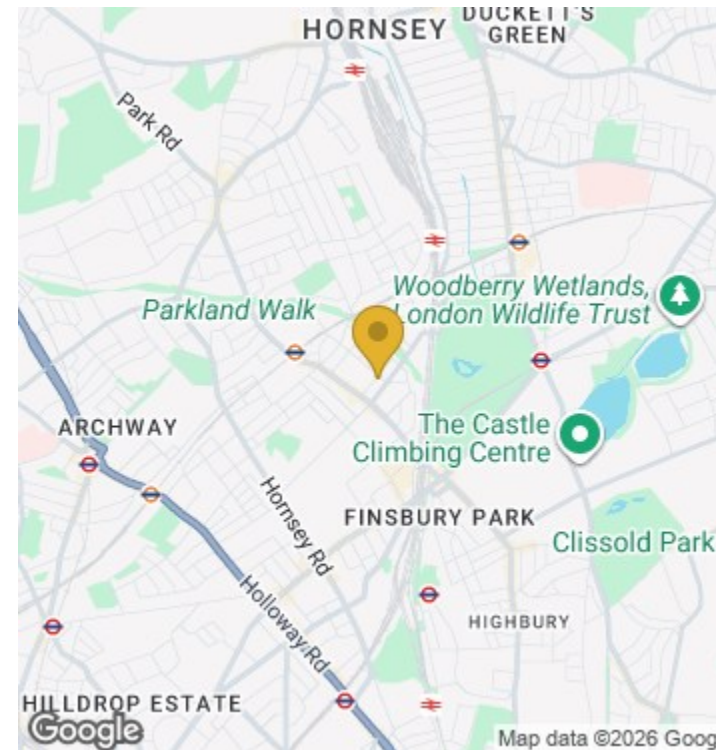 HORNSEY
DUCKETT'S
GREEN
Park Rd
Parkland Walk
Woodberry Wetlands,
London Wildlife Trust
ARCHWAY
The Castle
Climbing Centre
Hornsey Rd
FINSBURY PARK
Clissold Park
Holloway Rd
HIGHBURY
HILLDROP ESTATE
Google
Map data ©2026 Goog